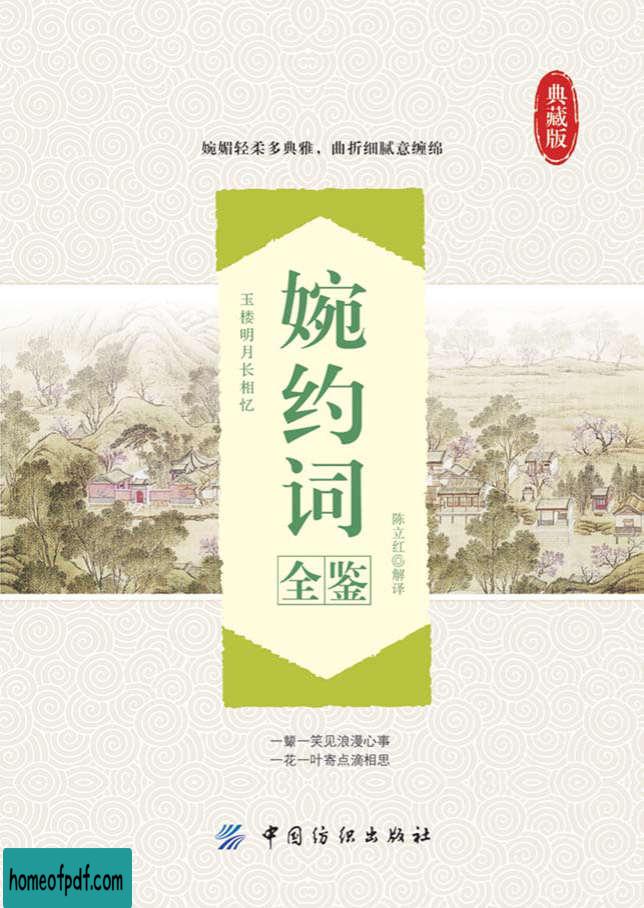 典藏版
婉媚轻柔多典雅，曲折细腻意缠绵
婉约词
全鉴
玉楼明月长相忆
陈立红◎解译
一颦一笑见浪漫心事
一花一叶寄点滴相思
中国纺织出版社
homeofpdf.com